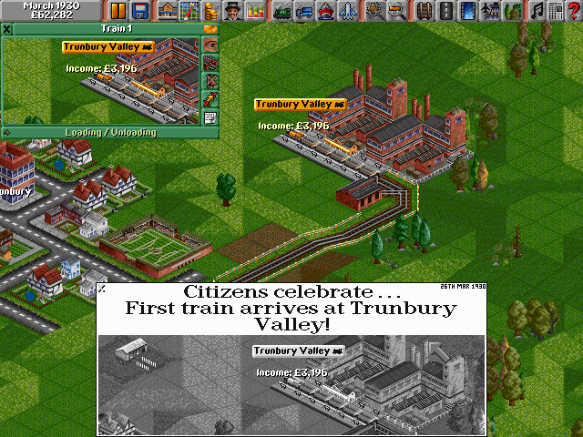 March 1930
£62,282
Train 1
Trunbury Valley
Income: £3,196
Loading / Unloading
Trunbury Valley
Income: £3,196
unbury
26TH MAR 1930
Citizens celebrate . . .
First train arrives at Trunbury
Valley!
Trunbury Valley
Income: £3,196